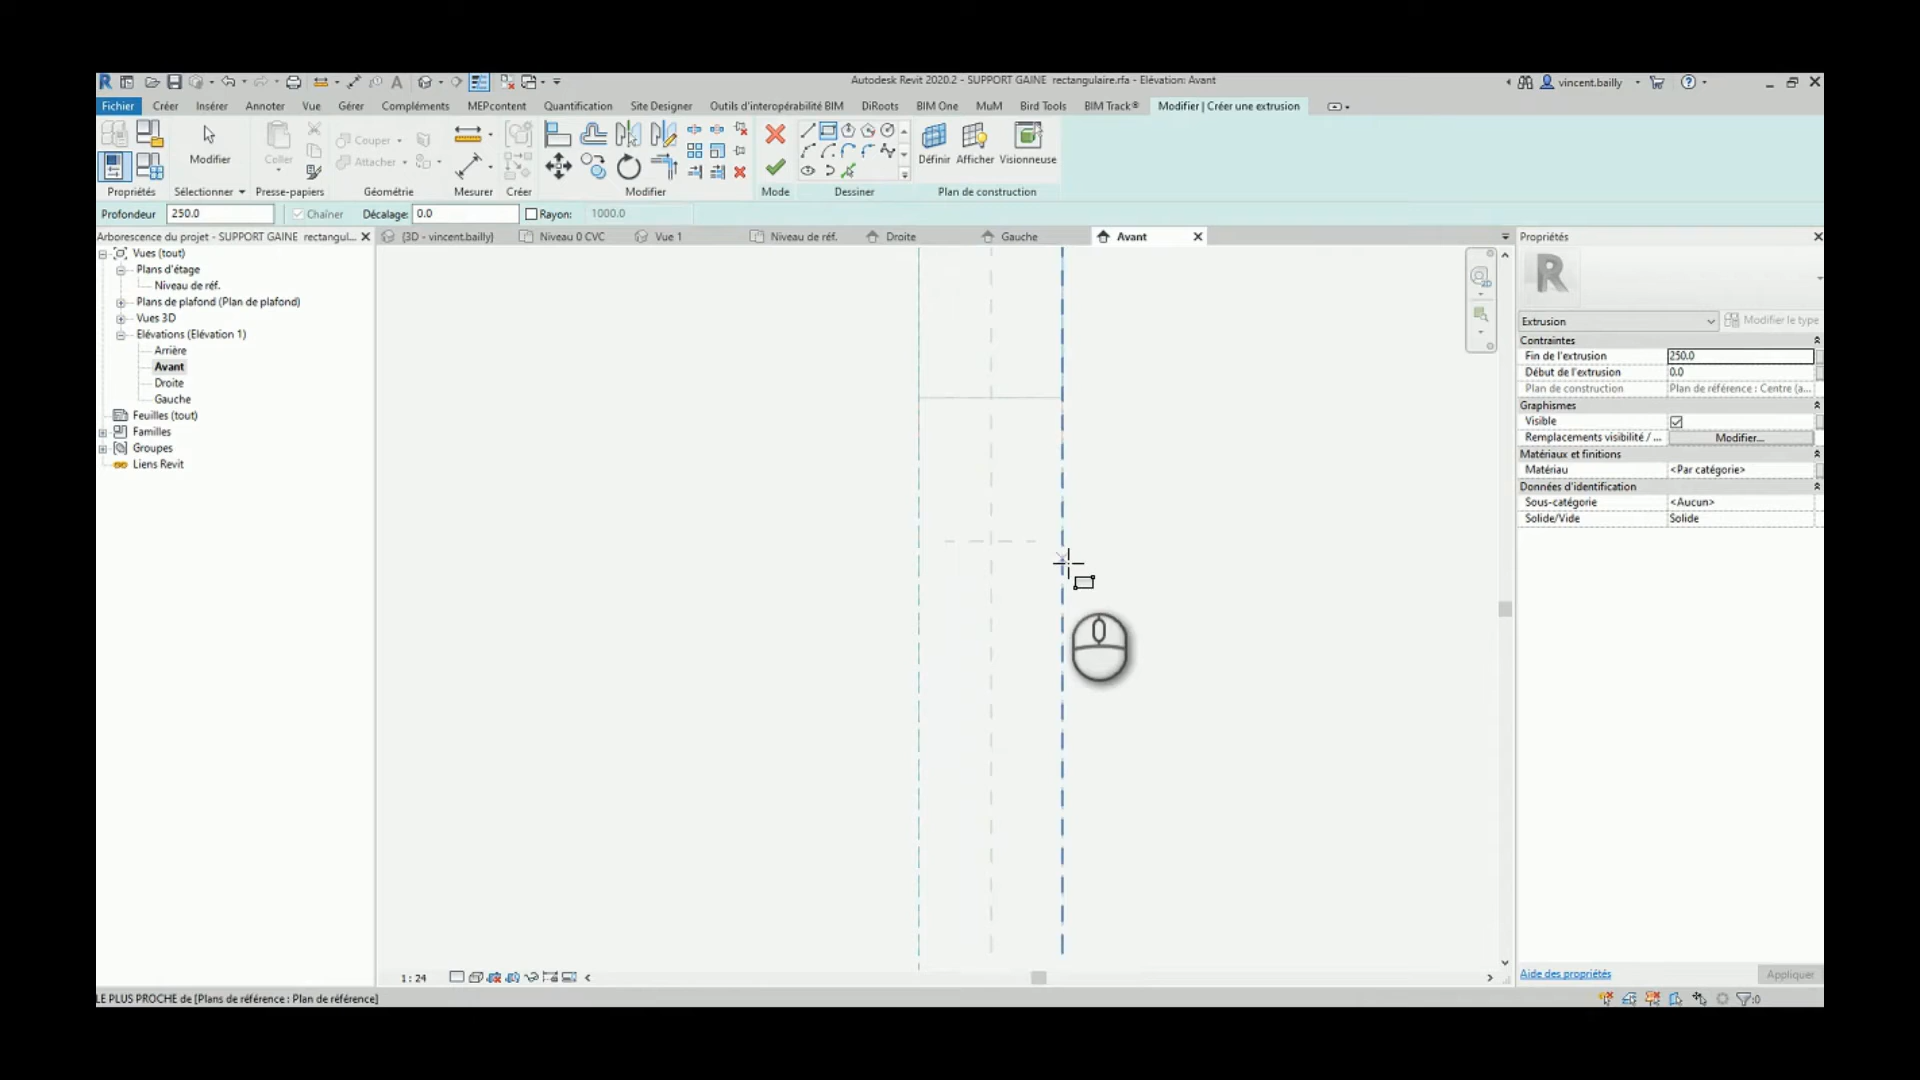 Autodesk Revit 2020.2 - SUPPORT GAINE rectangulaire.rfa - Elévation: Avant
vincent.bailly
Fichier Créer Insérer Annoter Vue Gérer Compléments MEPcontent Quantification Site Designer Outils d'interopérabilité BIM DiRoots BIM One MuM Bird Tools BIM Track® Modifier | Créer une extrusion
Modifier Coller Couper Attacher Définir Afficher Visionneuse
Propriétés Sélectionner Presse-papiers Géométrie Mesurer Créer Modifier Mode Dessiner Plan de construction
Profondeur 250.0 Chaîner Décalage: 0.0 Rayon: 1000.0
Arborescence du projet - SUPPORT GAINE rectangul...
{3D - vincent.bailly} Niveau 0 CVC Vue 1 Niveau de réf. Droite Gauche Avant
Propriétés
Vues (tout)
Plans d'étage
Niveau de réf.
Plans de plafond (Plan de plafond)
Vues 3D
Elévations (Elévation 1)
Arrière
Avant
Droite
Gauche
Feuilles (tout)
Familles
Groupes
Liens Revit
2D
R
Extrusion Modifier le type
Contraintes
Fin de l'extrusion 250.0
Début de l'extrusion 0.0
Plan de construction Plan de référence : Centre (a...
Graphismes
Visible
Remplacements visibilité / ... Modifier...
Matériaux et finitions
Matériau <Par catégorie>
Données d'identification
Sous-catégorie <Aucun>
Solide/Vide Solide
Aide des propriétés Appliquer
1 : 24
LE PLUS PROCHE de [Plans de référence : Plan de référence]
:0